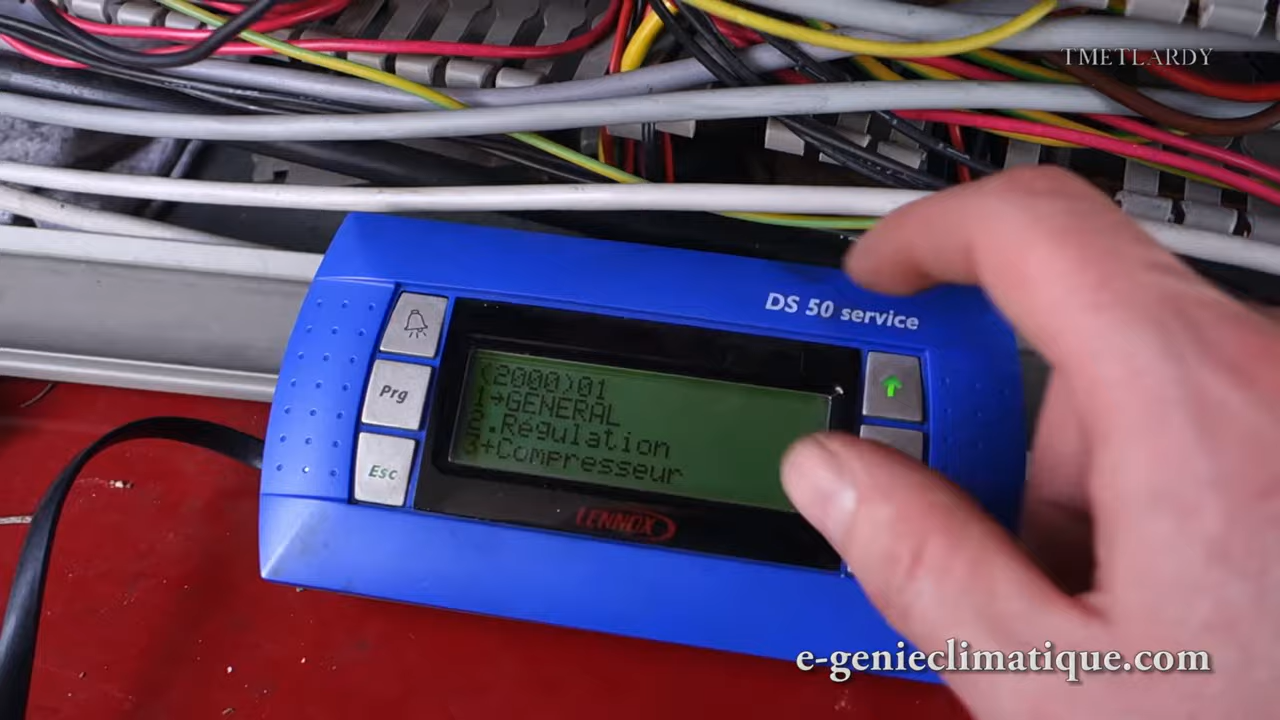 TMETLARDY
DS 50 service
Prg
Esc
(2000)01
1→GENERAL
2.Régulation
3+Compresseur
LENNOX
e-genieclimatique.com